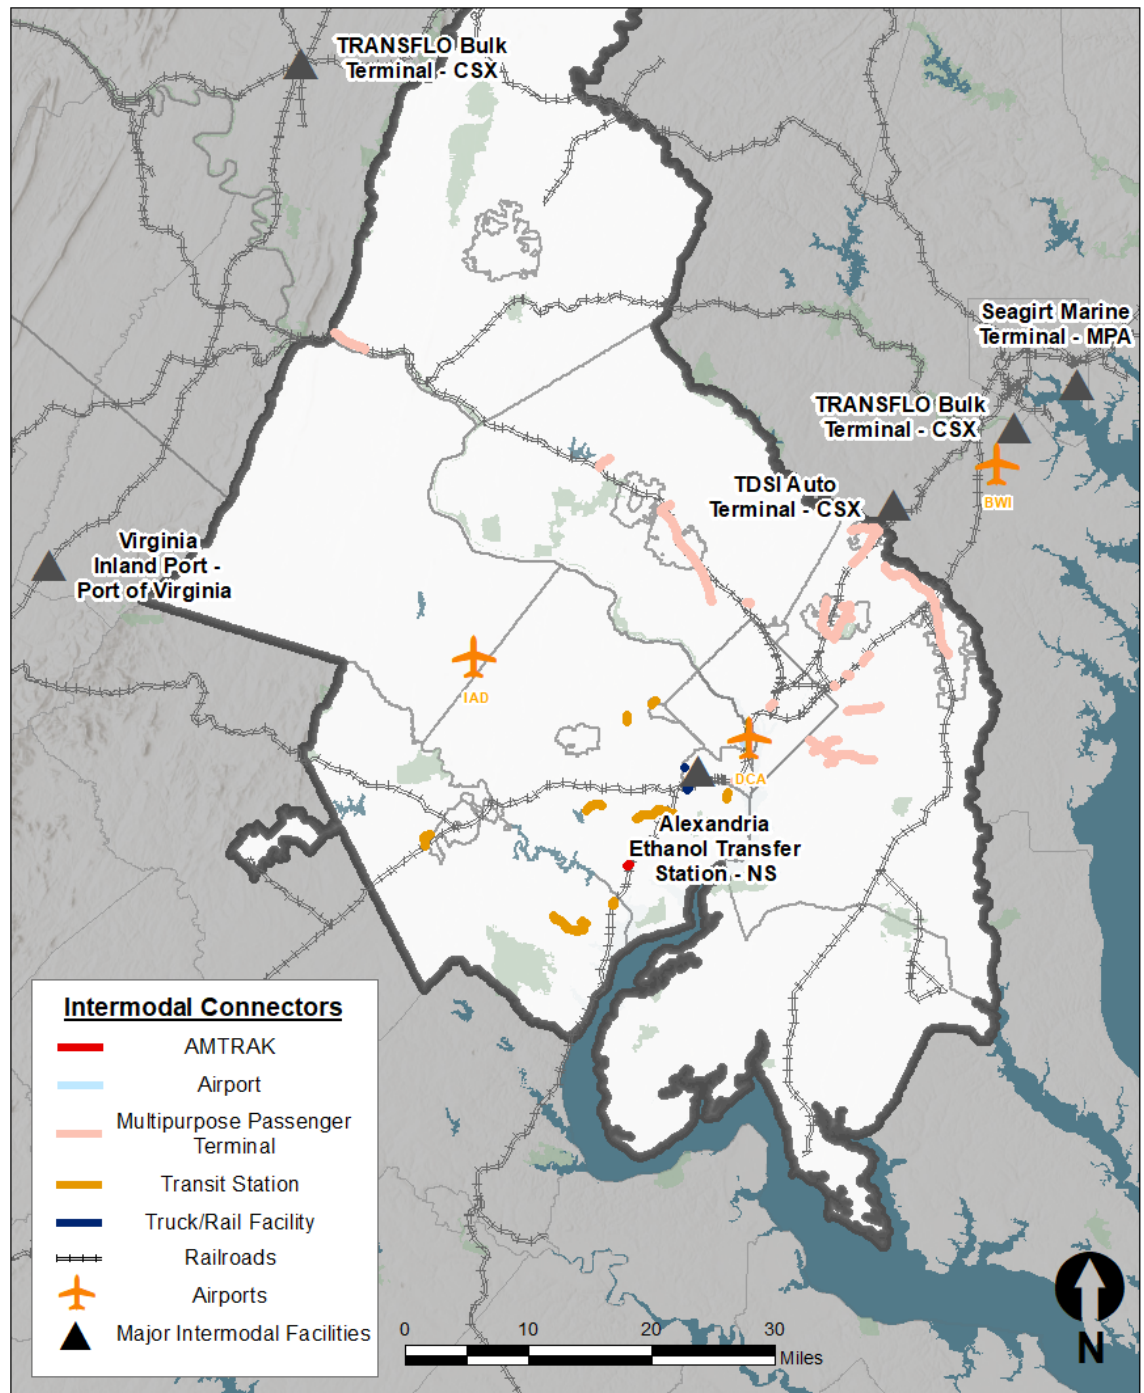 TRANSFLO Bulk
Terminal - CSX
Seagirt Marine
Terminal - MPA
TRANSFLO Bulk
Terminal - CSX
BWI
TDSI Auto
Terminal - CSX
Virginia
Inland Port -
Port of Virginia
IAD
DCA
Alexandria
Ethanol Transfer
Station - NS
Intermodal Connectors
AMTRAK
Airport
Multipurpose Passenger
Terminal
Transit Station
Truck/Rail Facility
Railroads
Airports
Major Intermodal Facilities
0 10 20 30
Miles
N